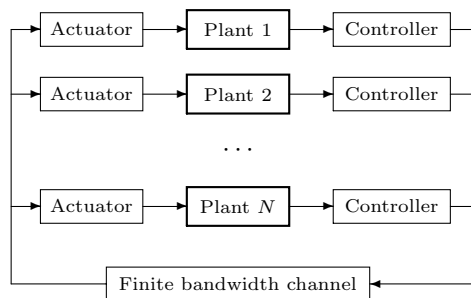 Actuator Plant 1 Controller
Actuator Plant 2 Controller
...
Actuator Plant N Controller
Finite bandwidth channel